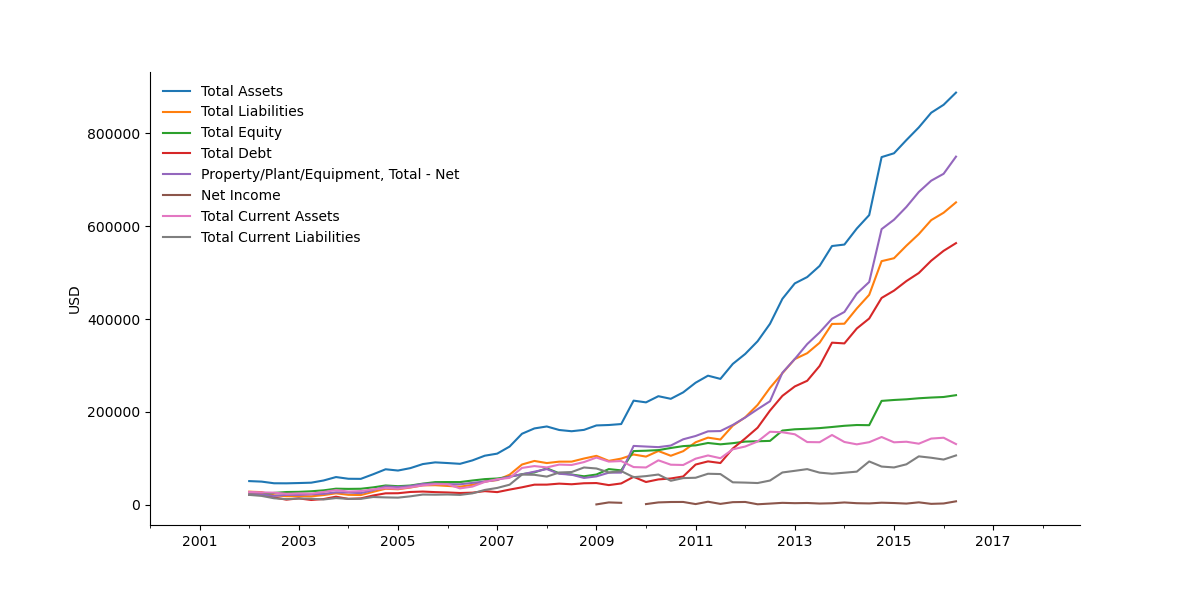 Total Assets
Total Liabilities
Total Equity
Total Debt
Property/Plant/Equipment, Total - Net
Net Income
Total Current Assets
Total Current Liabilities
USD
800000
600000
400000
200000
0
2001 2003 2005 2007 2009 2011 2013 2015 2017